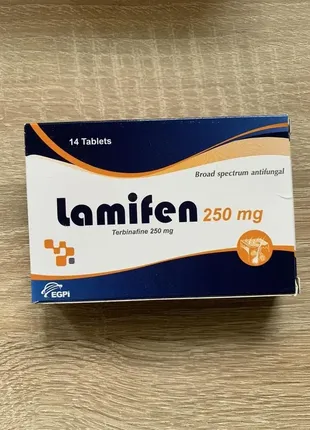 14 Tablets
Broad spectrum antifungal
Lamifen 250 mg
Terbinafine 250 mg
EGPi